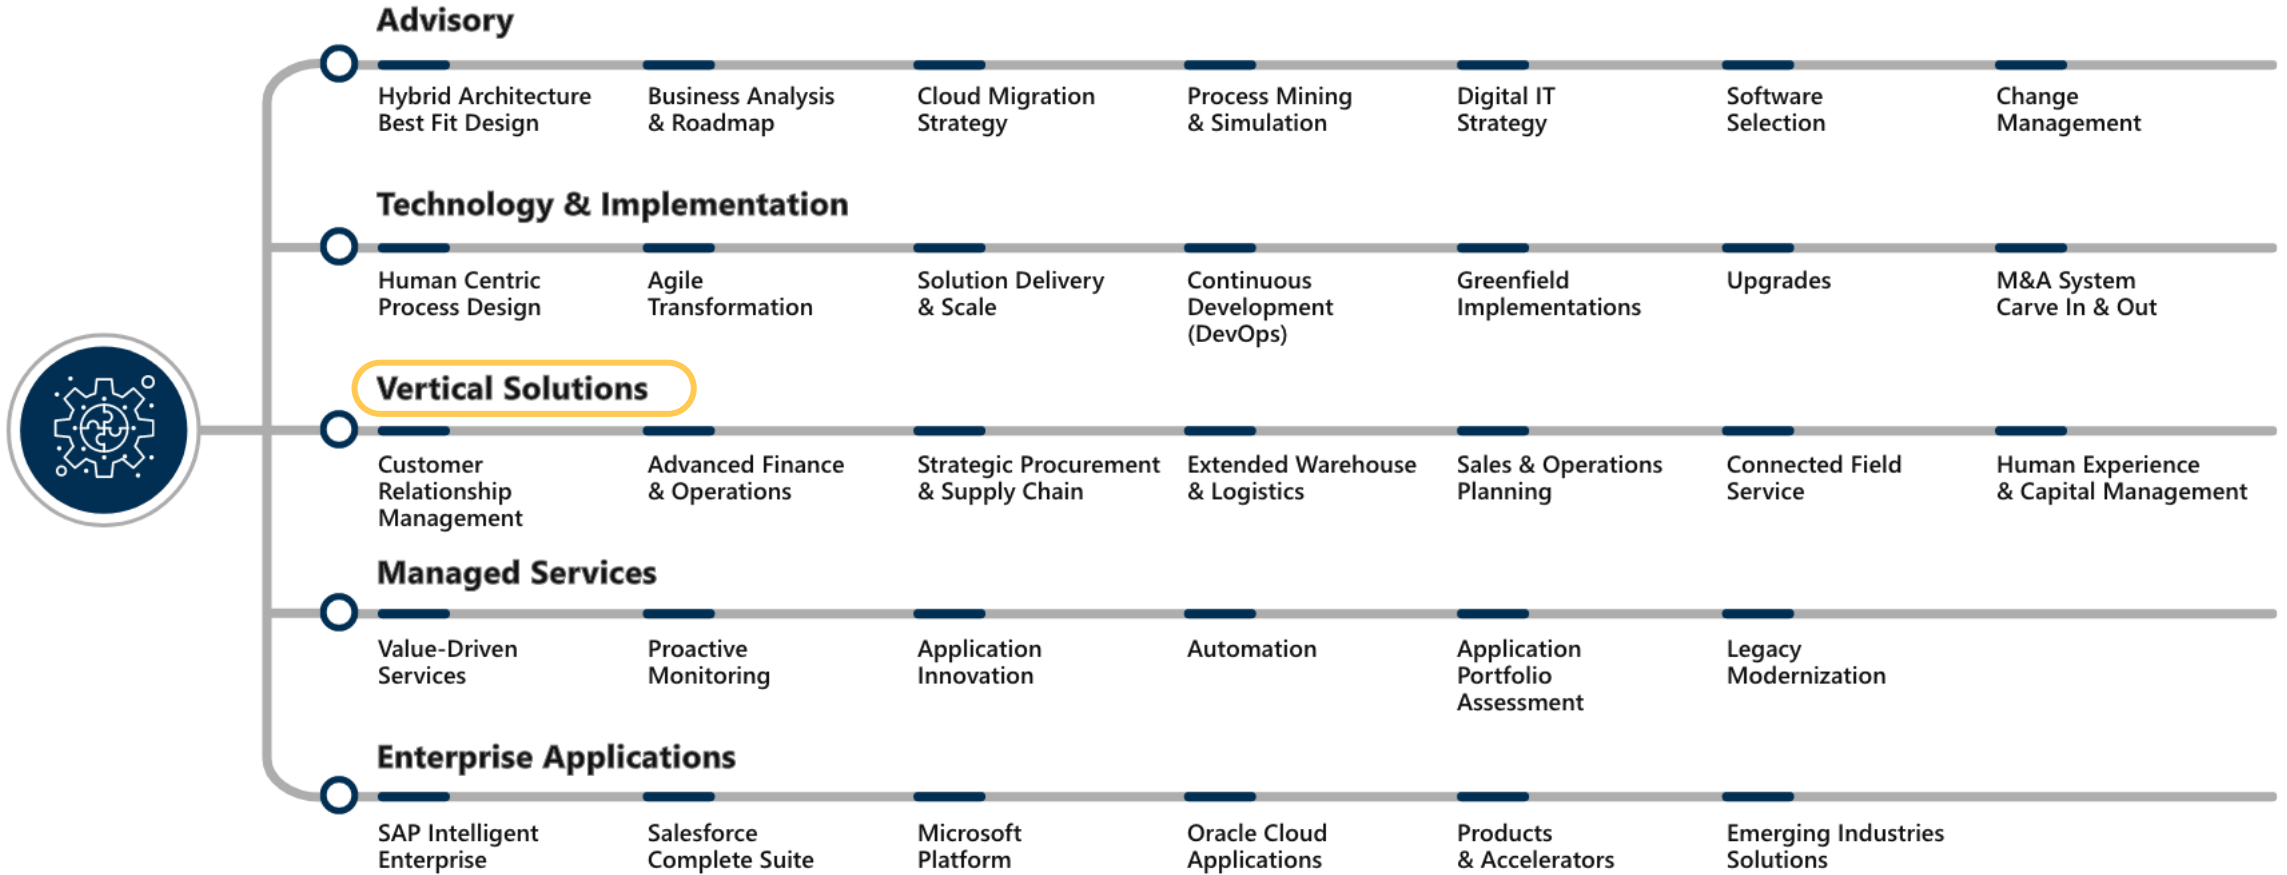 Advisory
Hybrid Architecture
Best Fit Design
Business Analysis
& Roadmap
Cloud Migration
Strategy
Process Mining
& Simulation
Digital IT
Strategy
Software
Selection
Change
Management
Technology & Implementation
Human Centric
Process Design
Agile
Transformation
Solution Delivery
& Scale
Continuous
Development
(DevOps)
Greenfield
Implementations
Upgrades
M&A System
Carve In & Out
Vertical Solutions
Customer
Relationship
Management
Advanced Finance
& Operations
Strategic Procurement
& Supply Chain
Extended Warehouse
& Logistics
Sales & Operations
Planning
Connected Field
Service
Human Experience
& Capital Management
Managed Services
Value-Driven
Services
Proactive
Monitoring
Application
Innovation
Automation
Application
Portfolio
Assessment
Legacy
Modernization
Enterprise Applications
SAP Intelligent
Enterprise
Salesforce
Complete Suite
Microsoft
Platform
Oracle Cloud
Applications
Products
& Accelerators
Emerging Industries
Solutions